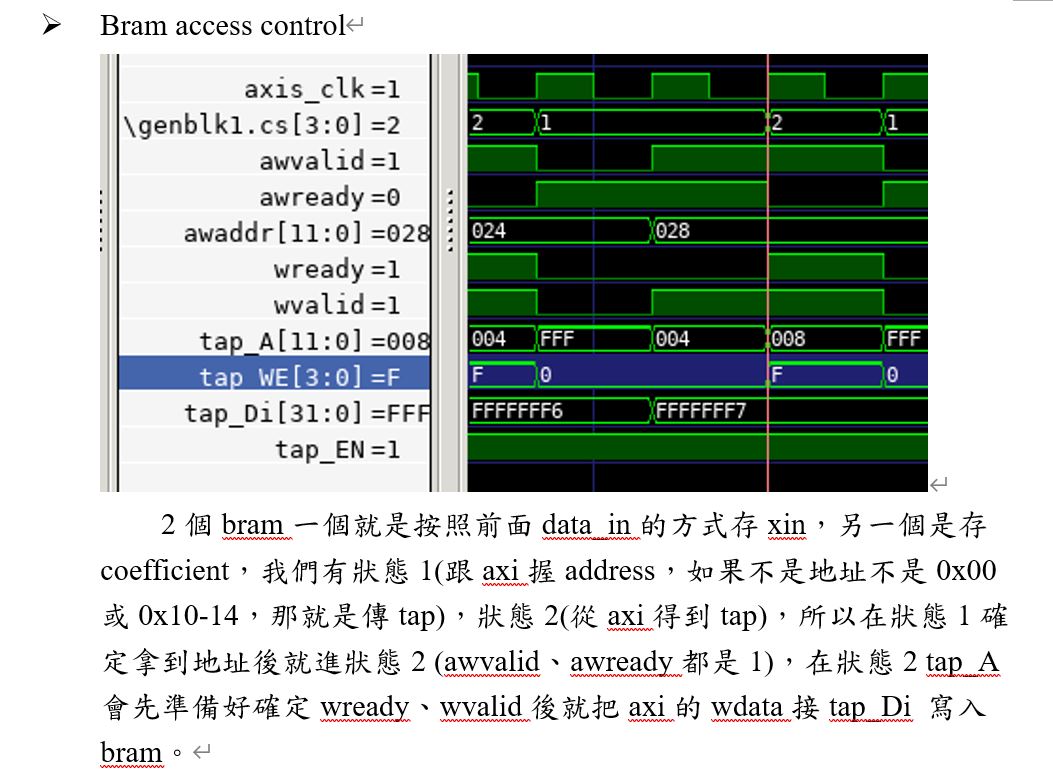 ➢ Bram access control↵
axis_clk=1
\genblk1.cs[3:0]=2 2 1 2 1
awvalid=1
awready=0
awaddr[11:0]=028 024 028
wready=1
wvalid=1
tap_A[11:0]=008 004 FFF 004 008 FFF
tap_WE[3:0]=F F 0 F 0
tap_Di[31:0]=FFF FFFFFFF6 FFFFFFF7
tap_EN=1
↵
2 個 bram 一個就是按照前面 data_in 的方式存 xin，另一個是存
coefficient，我們有狀態 1(跟 axi 握 address，如果不是地址不是 0x00
或 0x10-14，那就是傳 tap)，狀態 2(從 axi 得到 tap)，所以在狀態 1 確
定拿到地址後就進狀態 2 (awvalid、awready 都是 1)，在狀態 2 tap_A
會先準備好確定 wready、wvalid 後就把 axi 的 wdata 接 tap_Di 寫入
bram。↵